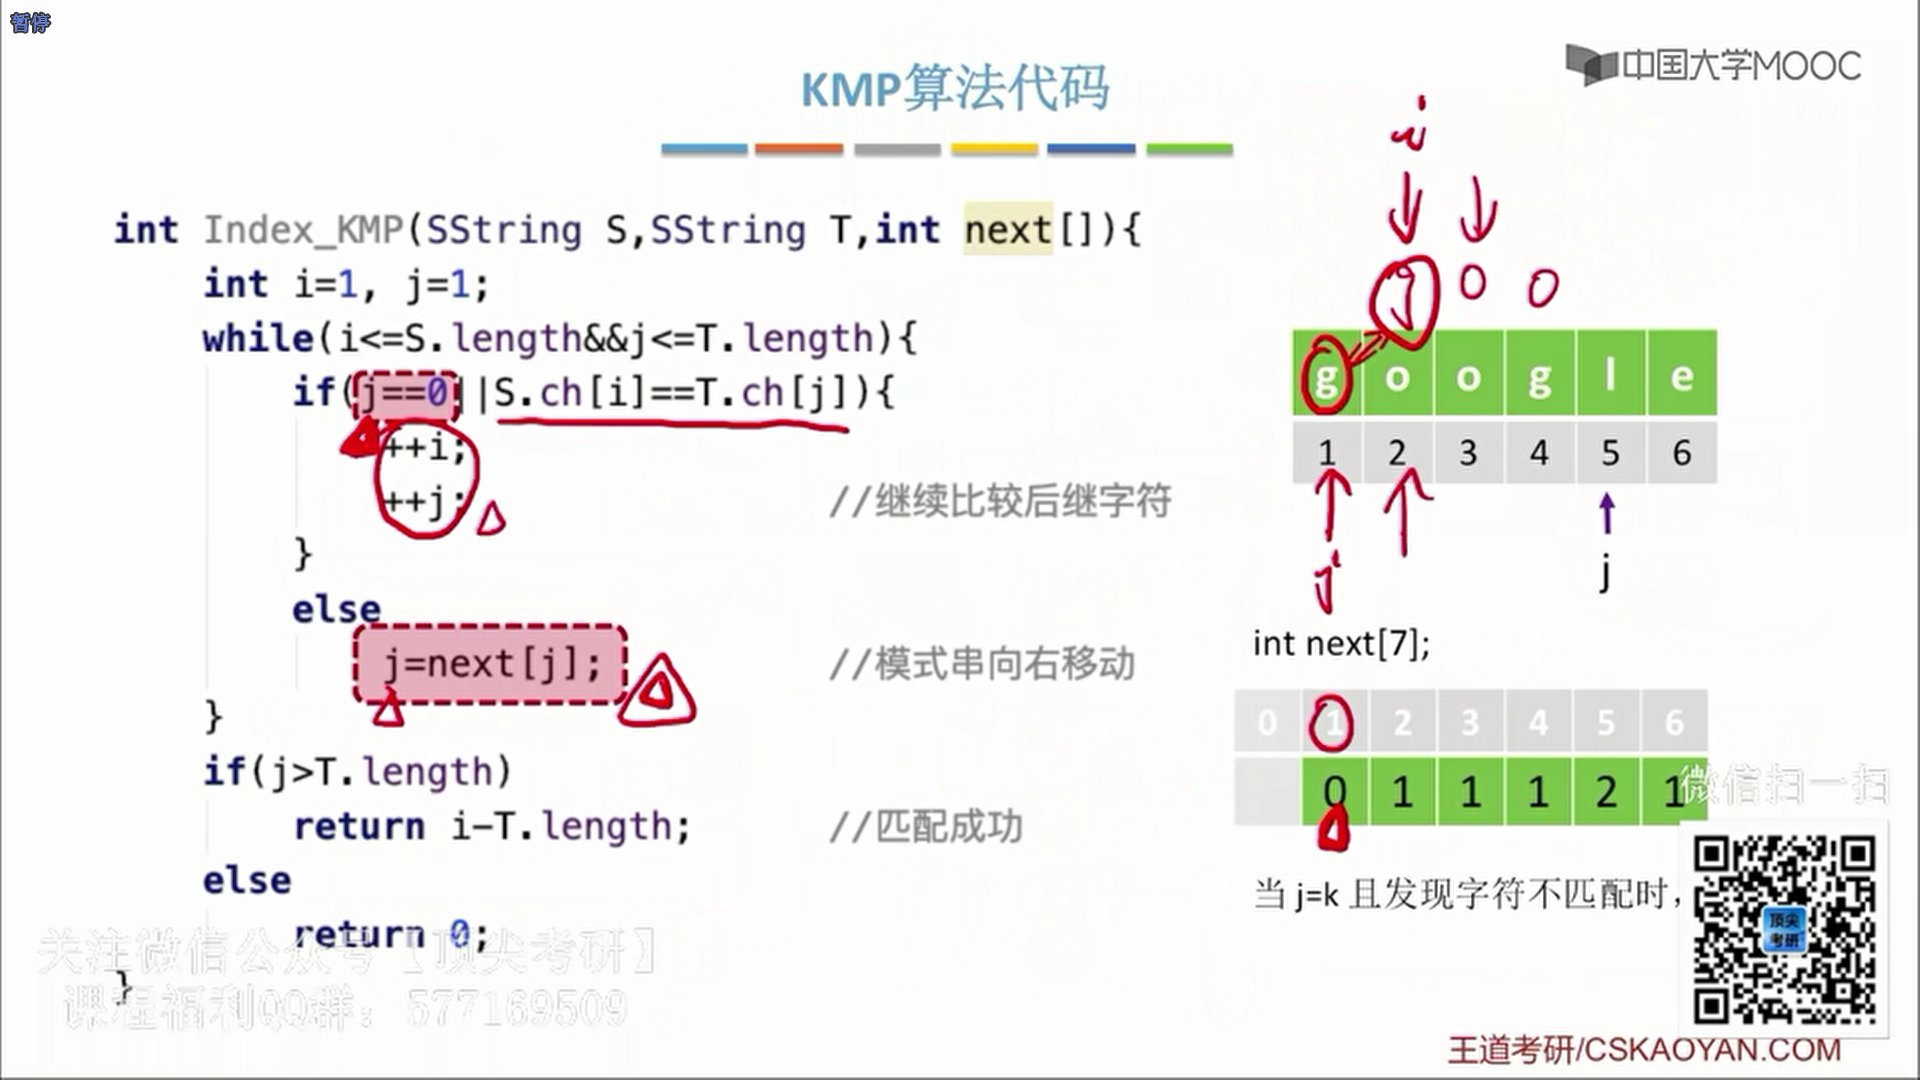 暂停
中国大学MOOC
KMP算法代码
i
int Index_KMP(SString S,SString T,int next[]){
int i=1, j=1;
while(i<=S.length&&j<=T.length){
if(j==0||S.ch[i]==T.ch[j]){
++i;
++j; //继续比较后继字符
}
else
j=next[j]; //模式串向右移动
}
if(j>T.length)
return i-T.length; //匹配成功
else
return 0;
}
o o
g o o g l e
1 2 3 4 5 6
j
j
int next[7];
0 1 2 3 4 5 6
0 1 1 1 2 1
当 j=k 且发现字符不匹配时，
微信扫一扫
顶尖
考研
关注微信公众号【顶尖考研】
课程福利QQ群：577169509
王道考研/CSKAOYAN.COM